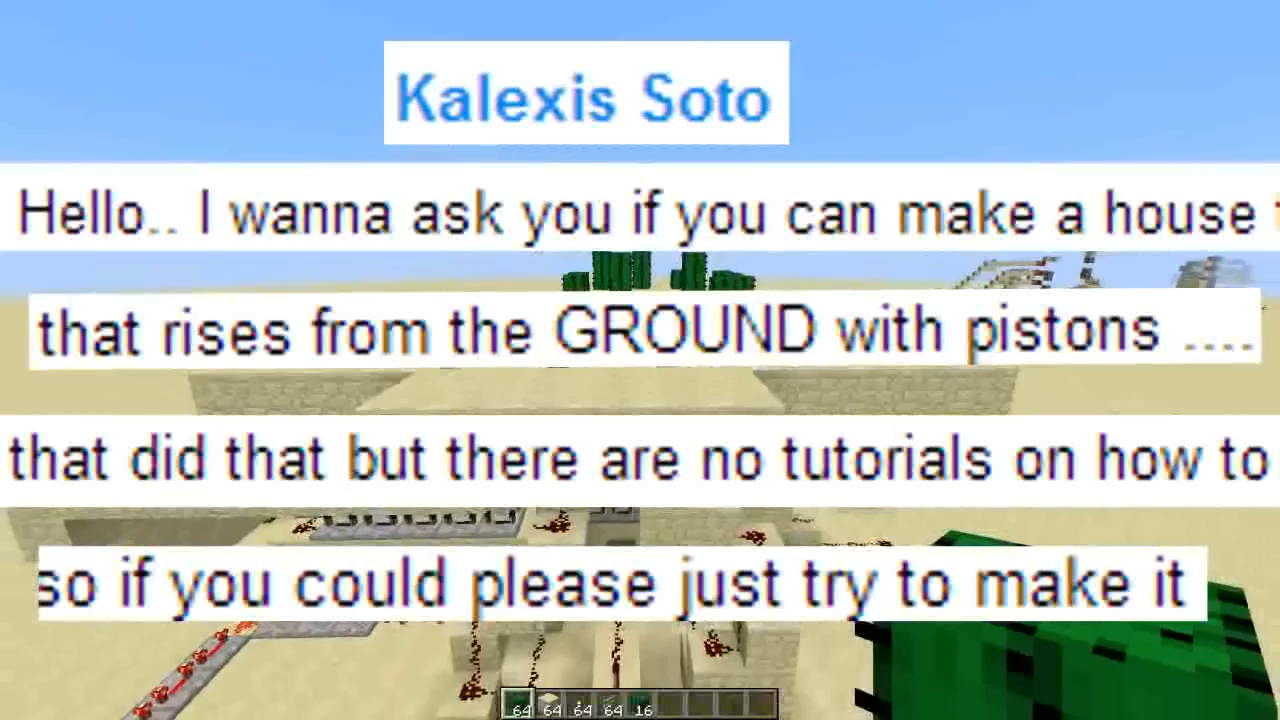 Kalexis Soto
Hello.. I wanna ask you if you can make a house
that rises from the GROUND with pistons ....
that did that but there are no tutorials on how to
so if you could please just try to make it
64 64 64 64 16